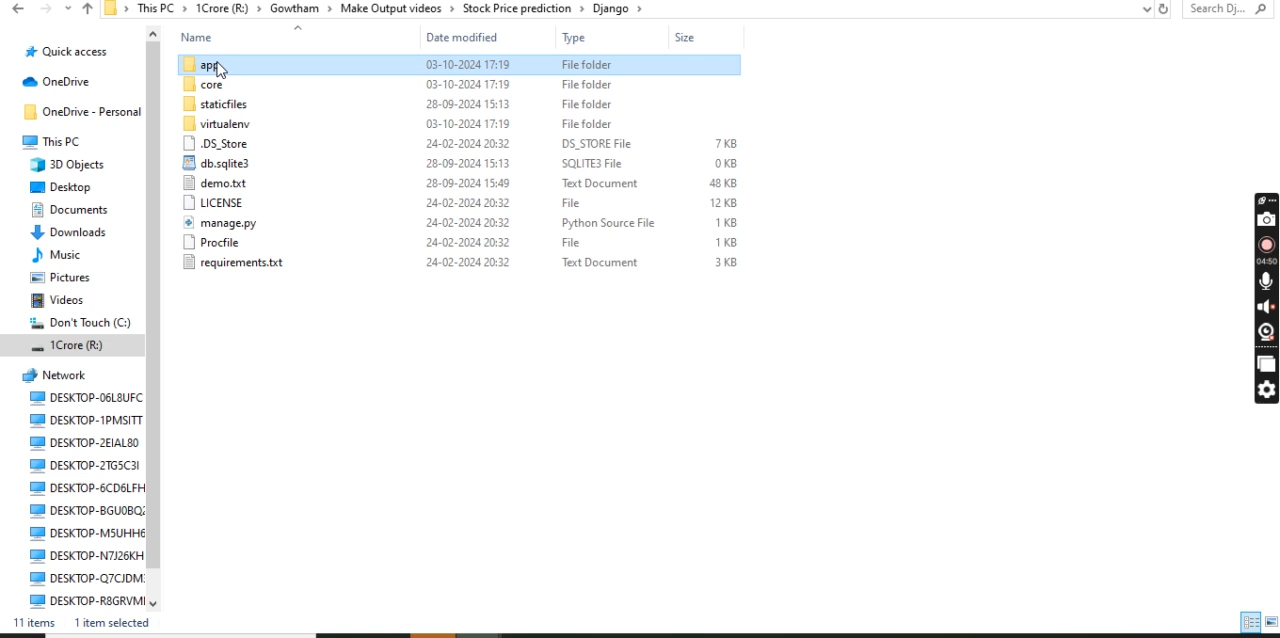 This PC > 1Crore (R:) > Gowtham > Make Output videos > Stock Price prediction > Django > Search Dj...
Name Date modified Type Size
Quick access
OneDrive
OneDrive - Personal
This PC
3D Objects
Desktop
Documents
Downloads
Music
Pictures
Videos
Don't Touch (C:)
1Crore (R:)
Network
DESKTOP-06L8UFC
DESKTOP-1PMSITT
DESKTOP-2EIAL80
DESKTOP-2TG5C3I
DESKTOP-6CD6LFH
DESKTOP-BGU0BQ2
DESKTOP-M5UHH6
DESKTOP-N7J26KH
DESKTOP-Q7CJDM
DESKTOP-R8GRVM
app 03-10-2024 17:19 File folder
core 03-10-2024 17:19 File folder
staticfiles 28-09-2024 15:13 File folder
virtualenv 03-10-2024 17:19 File folder
.DS_Store 24-02-2024 20:32 DS_STORE File 7 KB
db.sqlite3 28-09-2024 15:13 SQLITE3 File 0 KB
demo.txt 28-09-2024 15:49 Text Document 48 KB
LICENSE 24-02-2024 20:32 File 12 KB
manage.py 24-02-2024 20:32 Python Source File 1 KB
Procfile 24-02-2024 20:32 File 1 KB
requirements.txt 24-02-2024 20:32 Text Document 3 KB
04:50
11 items 1 item selected